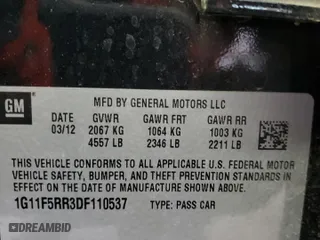 GM
MFD BY GENERAL MOTORS LLC
DATE GVWR GAWR FRT GAWR RR
03/12 2067 KG 1064 KG 1003 KG
4557 LB 2346 LB 2211 LB
THIS VEHICLE CONFORMS TO ALL APPLICABLE U.S. FEDERAL MOTOR
VEHICLE SAFETY, BUMPER, AND THEFT PREVENTION STANDARDS
IN EFFECT ON THE DATE OF MANUFACTURE SHOWN ABOVE.
1G11F5RR3DF110537 TYPE: PASS CAR
© 2026 BidCars